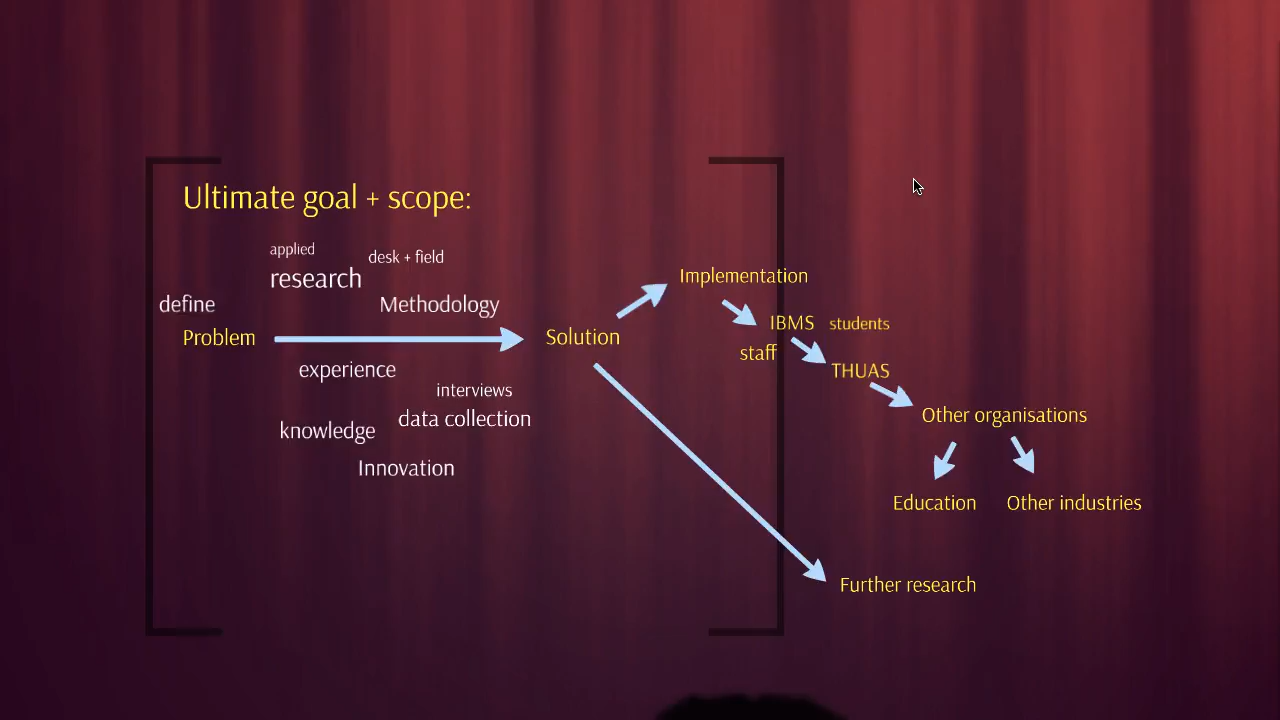 Ultimate goal + scope:
applied
desk + field
research
define
Methodology
Problem
Solution
Implementation
experience
interviews
data collection
knowledge
Innovation
IBMS students
staff
THUAS
Other organisations
Education
Other industries
Further research